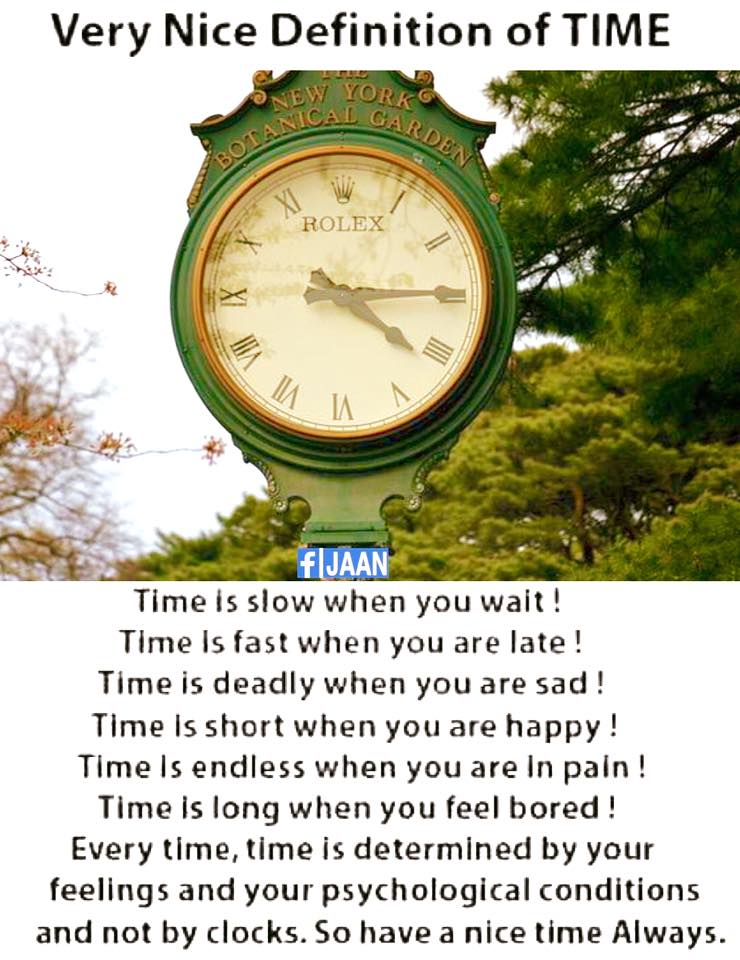 Very Nice Definition of TIME
THE
NEW YORK
BOTANICAL GARDEN
ROLEX
I
II
IIII
V
VI
VII
VIII
IX
X
XI
f|JAAN
Time is slow when you wait !
Time is fast when you are late !
Time is deadly when you are sad !
Time is short when you are happy !
Time is endless when you are in pain !
Time is long when you feel bored !
Every time, time is determined by your
feelings and your psychological conditions
and not by clocks. So have a nice time Always.